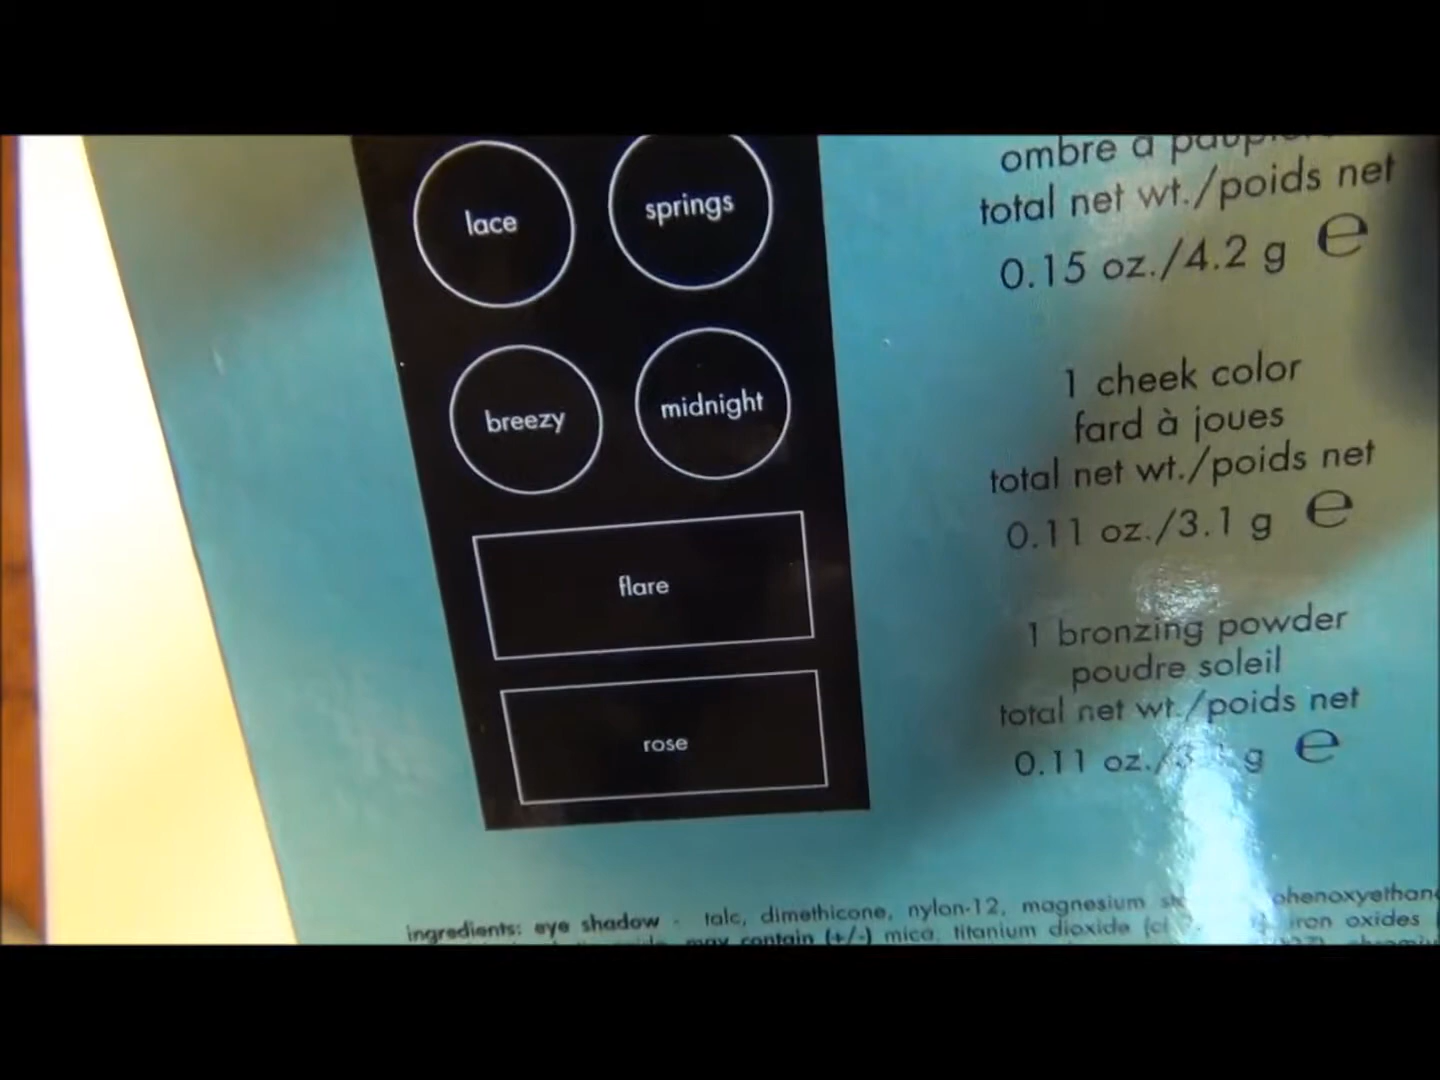 lace
springs
breezy
midnight
flare
rose
ombre à
total net wt./poids net
0.15 oz./4.2 g e
1 cheek color
fard à joues
total net wt./poids net
0.11 oz./3.1 g e
1 bronzing powder
poudre soleil
total net wt./poids net
0.11 oz./ g e
ingredients: eye shadow - talc, dimethicone, nylon-12, magnesium
may contain (+/-) mica, titanium dioxide iron oxides